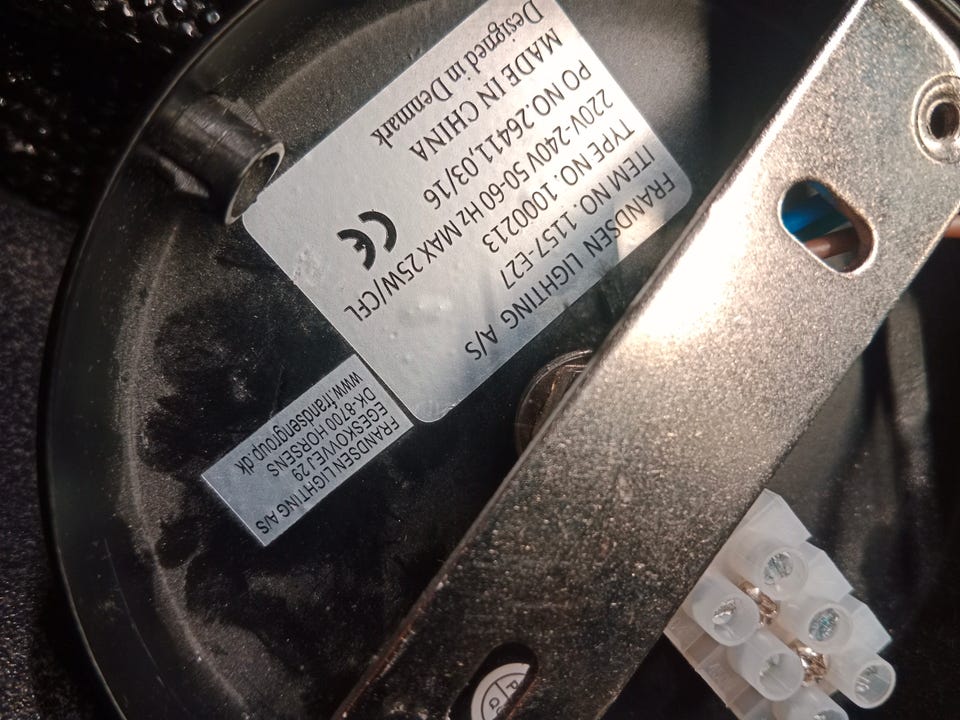 FRANDSEN LIGHTING A/S
ITEM NO. 1157-E27
TYPE NO. 1000213
220V-240V 50-60 Hz MAX 25W/CFL
PO NO.26411,03/16
MADE IN CHINA
Designed in Denmark
CE
FRANDSEN LIGHTING A/S
EGESKOVVEJ 29
DK-8700 HORSENS
www.frandsengroup.dk